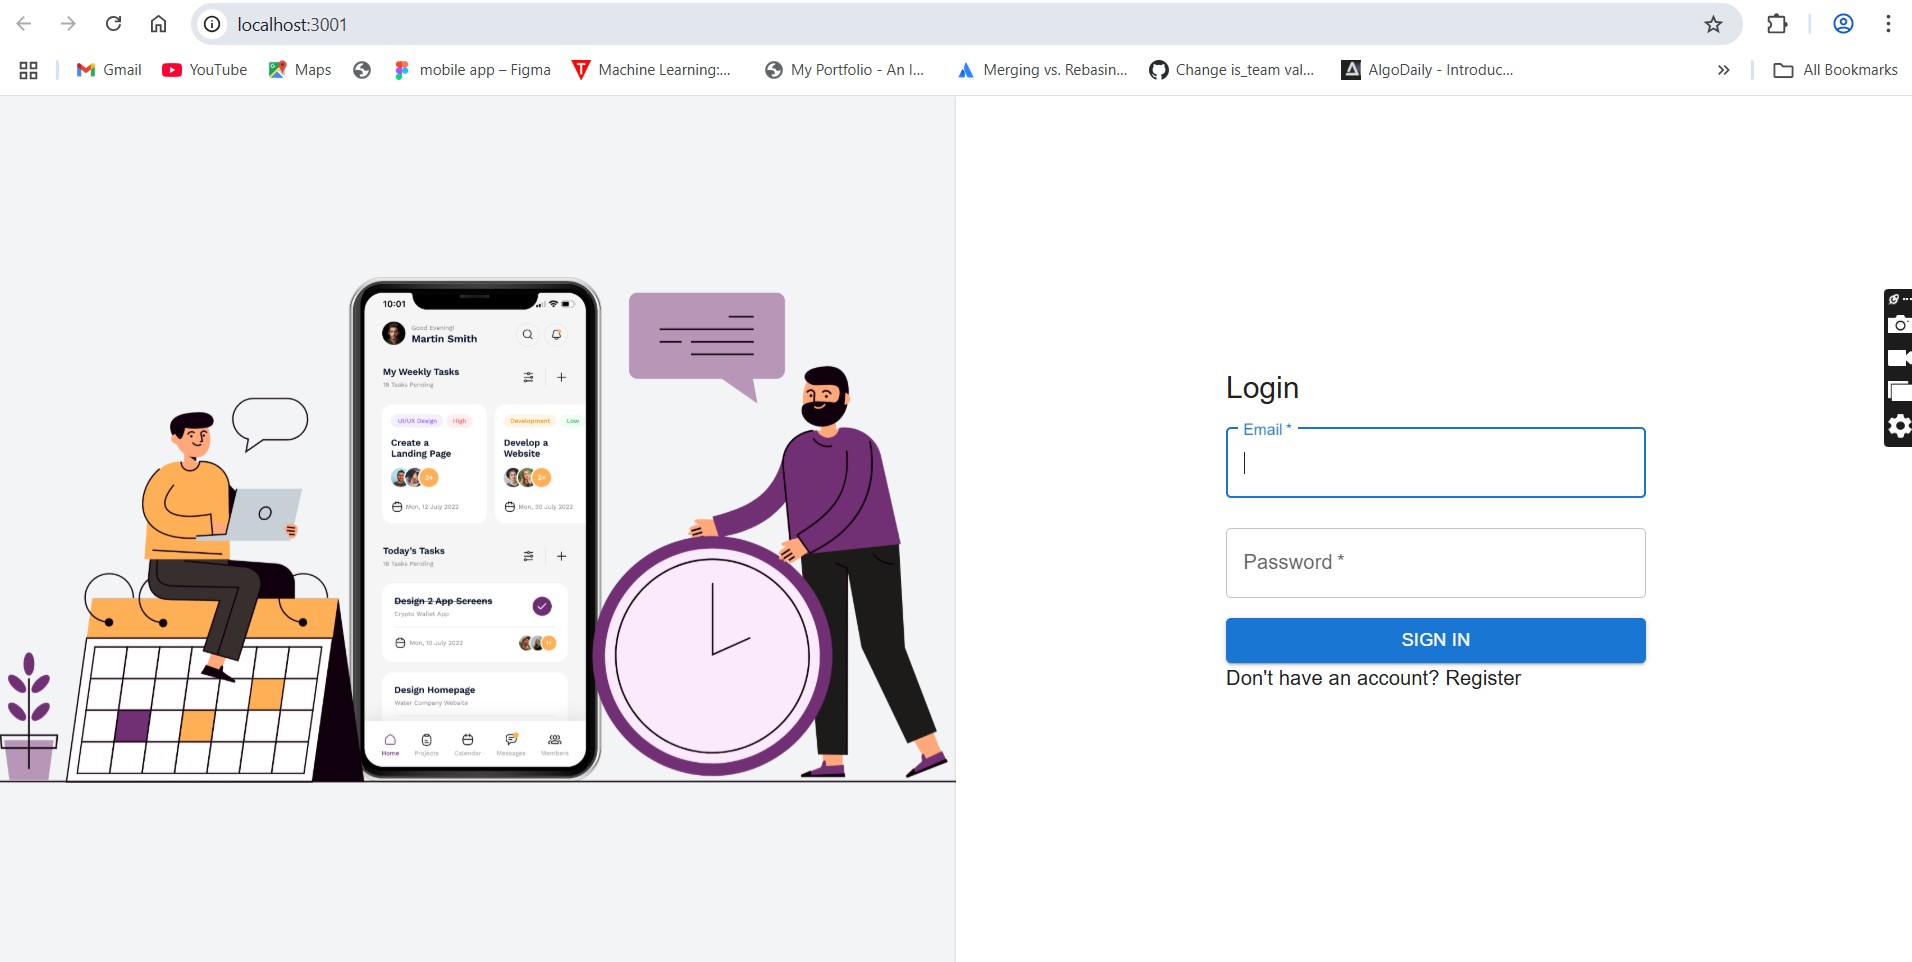 localhost:3001
Gmail YouTube Maps mobile app – Figma Machine Learning:... My Portfolio - An I... Merging vs. Rebasin... Change is_team val... AlgoDaily - Introduc... » All Bookmarks
10:01
Good Evening!
Martin Smith
My Weekly Tasks
18 Tasks Pending
UI/UX Design High
Create a
Landing Page
3+
Mon, 12 July 2022
Development Low
Develop a
Website
2+
Mon, 30 July 2022
Today's Tasks
18 Tasks Pending
Design 2 App Screens
Crypto Wallet App
Mon, 10 July 2022
Design Homepage
Water Company Website
Home Projects Calendar Messages Members
Login
Email *
Password *
SIGN IN
Don't have an account? Register